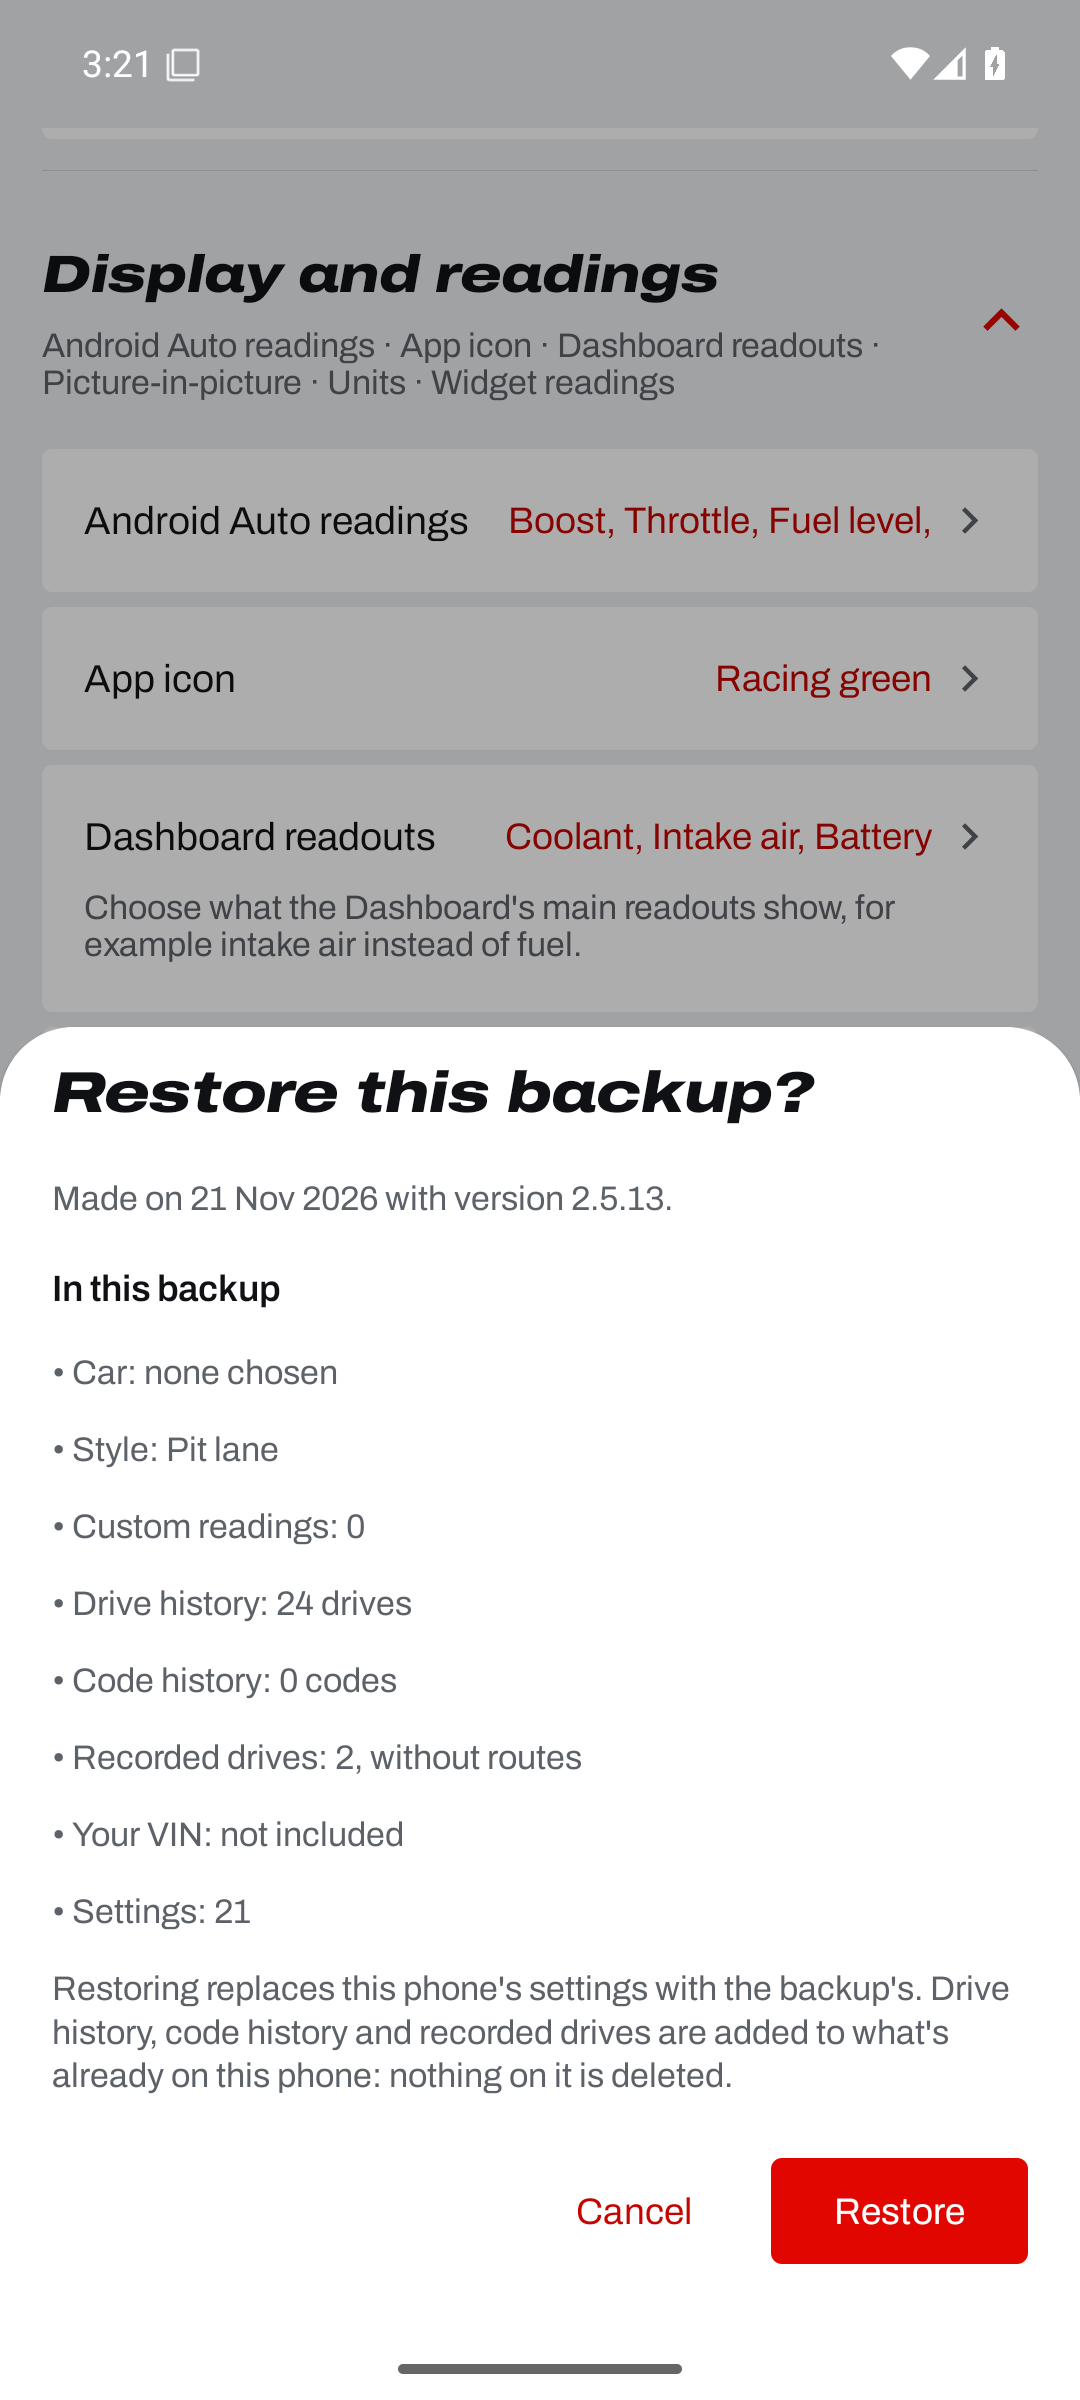 3:21
Display and readings
Android Auto readings · App icon · Dashboard readouts ·
Picture-in-picture · Units · Widget readings
Android Auto readings Boost, Throttle, Fuel level,
App icon Racing green
Dashboard readouts Coolant, Intake air, Battery
Choose what the Dashboard's main readouts show, for
example intake air instead of fuel.
Restore this backup?
Made on 21 Nov 2026 with version 2.5.13.
In this backup
• Car: none chosen
• Style: Pit lane
• Custom readings: 0
• Drive history: 24 drives
• Code history: 0 codes
• Recorded drives: 2, without routes
• Your VIN: not included
• Settings: 21
Restoring replaces this phone's settings with the backup's. Drive
history, code history and recorded drives are added to what's
already on this phone: nothing on it is deleted.
Cancel Restore